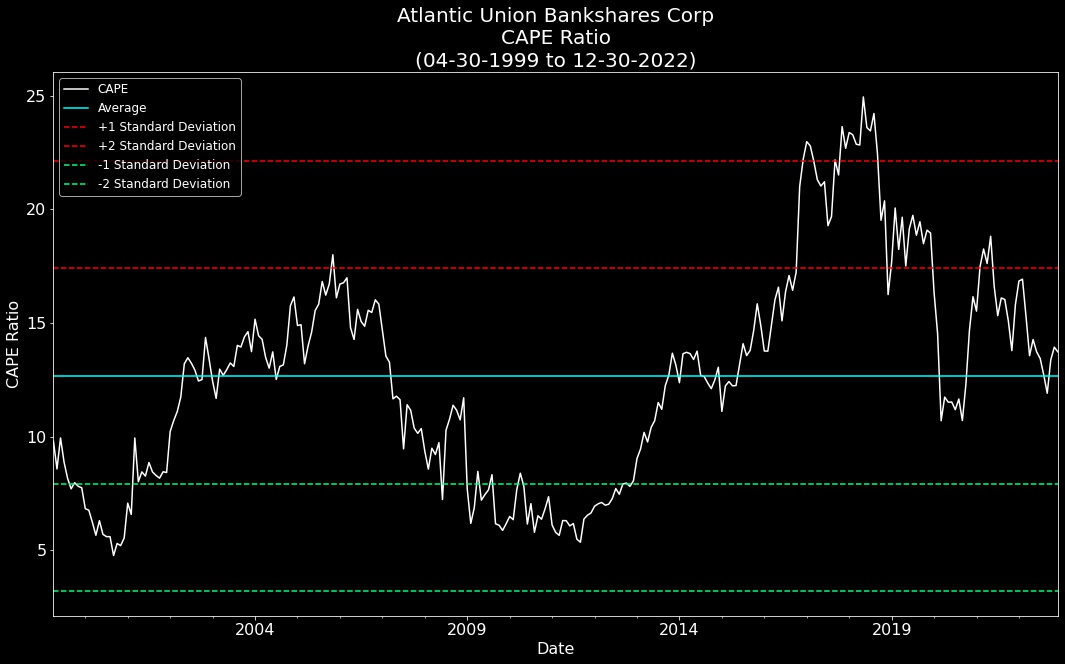 Atlantic Union Bankshares Corp
CAPE Ratio
(04-30-1999 to 12-30-2022)
CAPE
Average
+1 Standard Deviation
+2 Standard Deviation
-1 Standard Deviation
-2 Standard Deviation
CAPE Ratio
25
20
15
10
5
2004 2009 2014 2019
Date